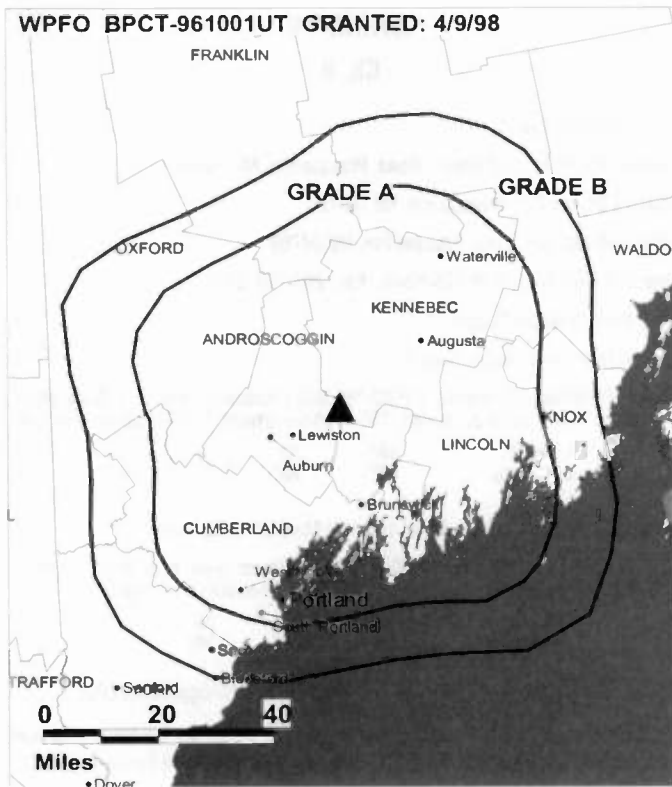 WPFO BPCT-961001UT GRANTED: 4/9/98
FRANKLIN
GRADE A
GRADE B
OXFORD
Waterville
WALDO
KENNEBEC
ANDROSCOGGIN
Augusta
KNOX
Lewiston
LINCOLN
Auburn
Brunswick
CUMBERLAND
Portland
South Portland
TRAFFORD
Sanford
0 20 40
Miles
Dover